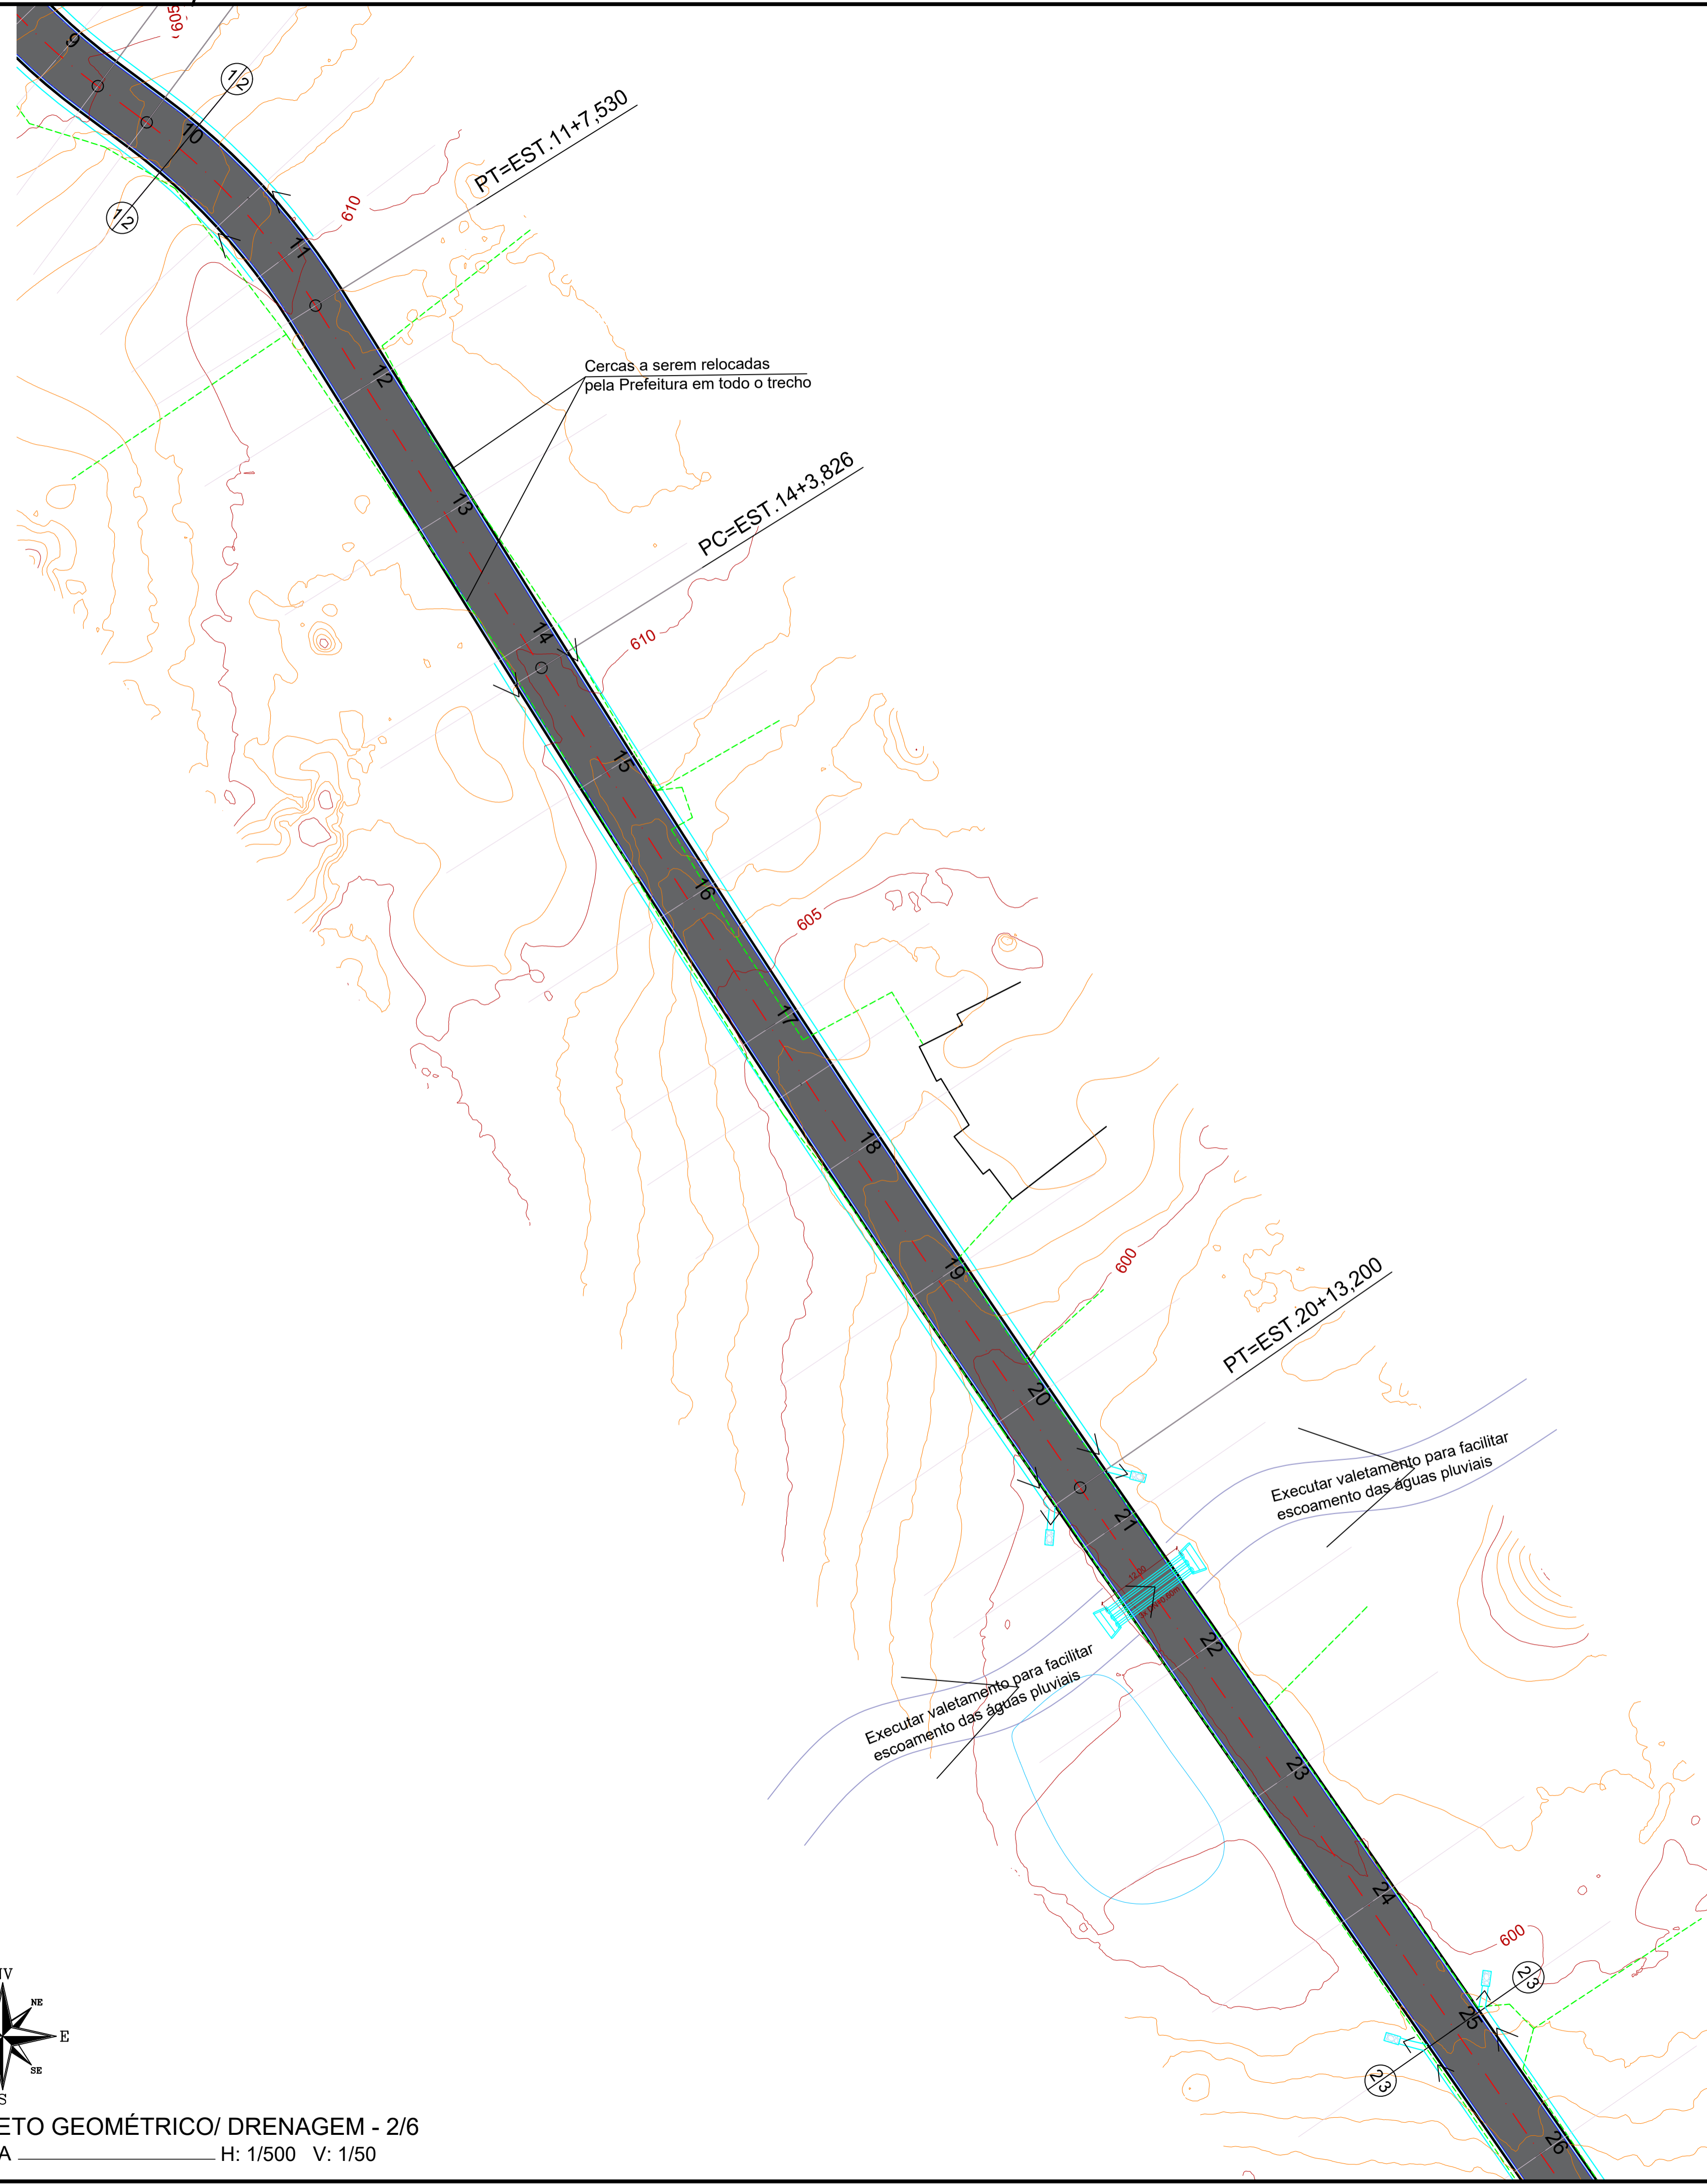 605
9
1/2
10
PT=EST.11+7,530
1/2
610
11
12
Cercas a serem relocadas
pela Prefeitura em todo o trecho
13
PC=EST.14+3,826
14
610
15
16
605
17
18
19
600
PT=EST.20+13,200
20
Executar valetamento para facilitar
escoamento das águas pluviais
21
12,00
22
Executar valetamento para facilitar
escoamento das águas pluviais
23
24
600
2/3
25
2/3
26
NE
E
SE
S
ETO GEOMÉTRICO/ DRENAGEM - 2/6
A H: 1/500 V: 1/50